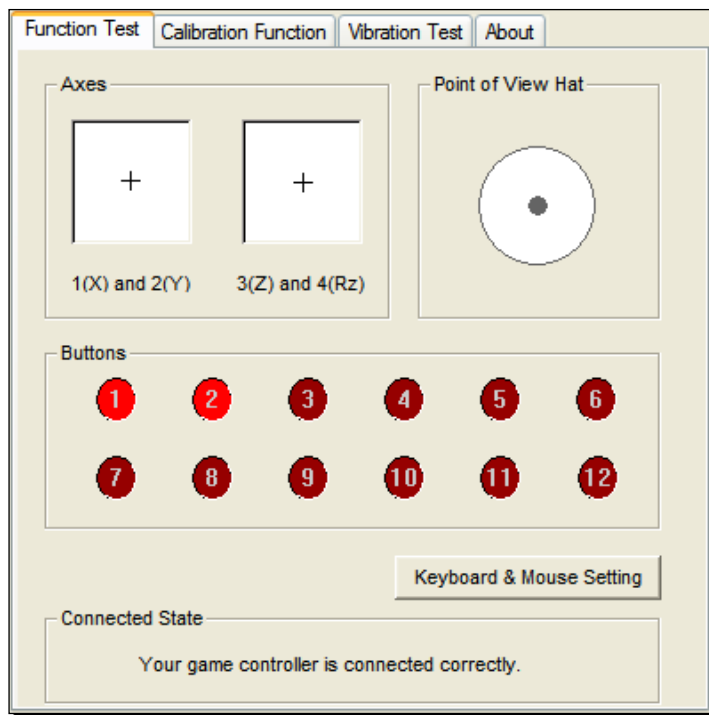 Function Test Calibration Function Vibration Test About
Axes
Point of View Hat
1(X) and 2(Y) 3(Z) and 4(Rz)
Buttons
1 2 3 4 5 6
7 8 9 10 11 12
Keyboard & Mouse Setting
Connected State
Your game controller is connected correctly.